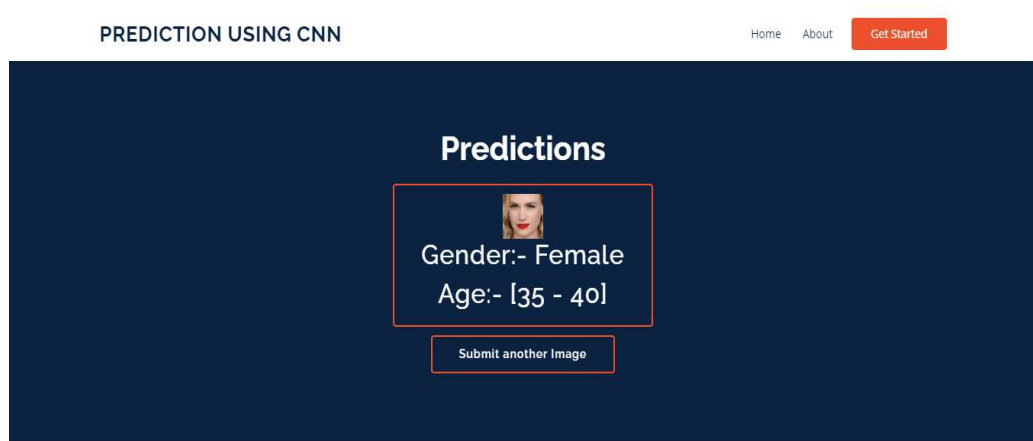 PREDICTION USING CNN
Home About Get Started
Predictions
Gender:- Female
Age:- [35 - 40]
Submit another Image